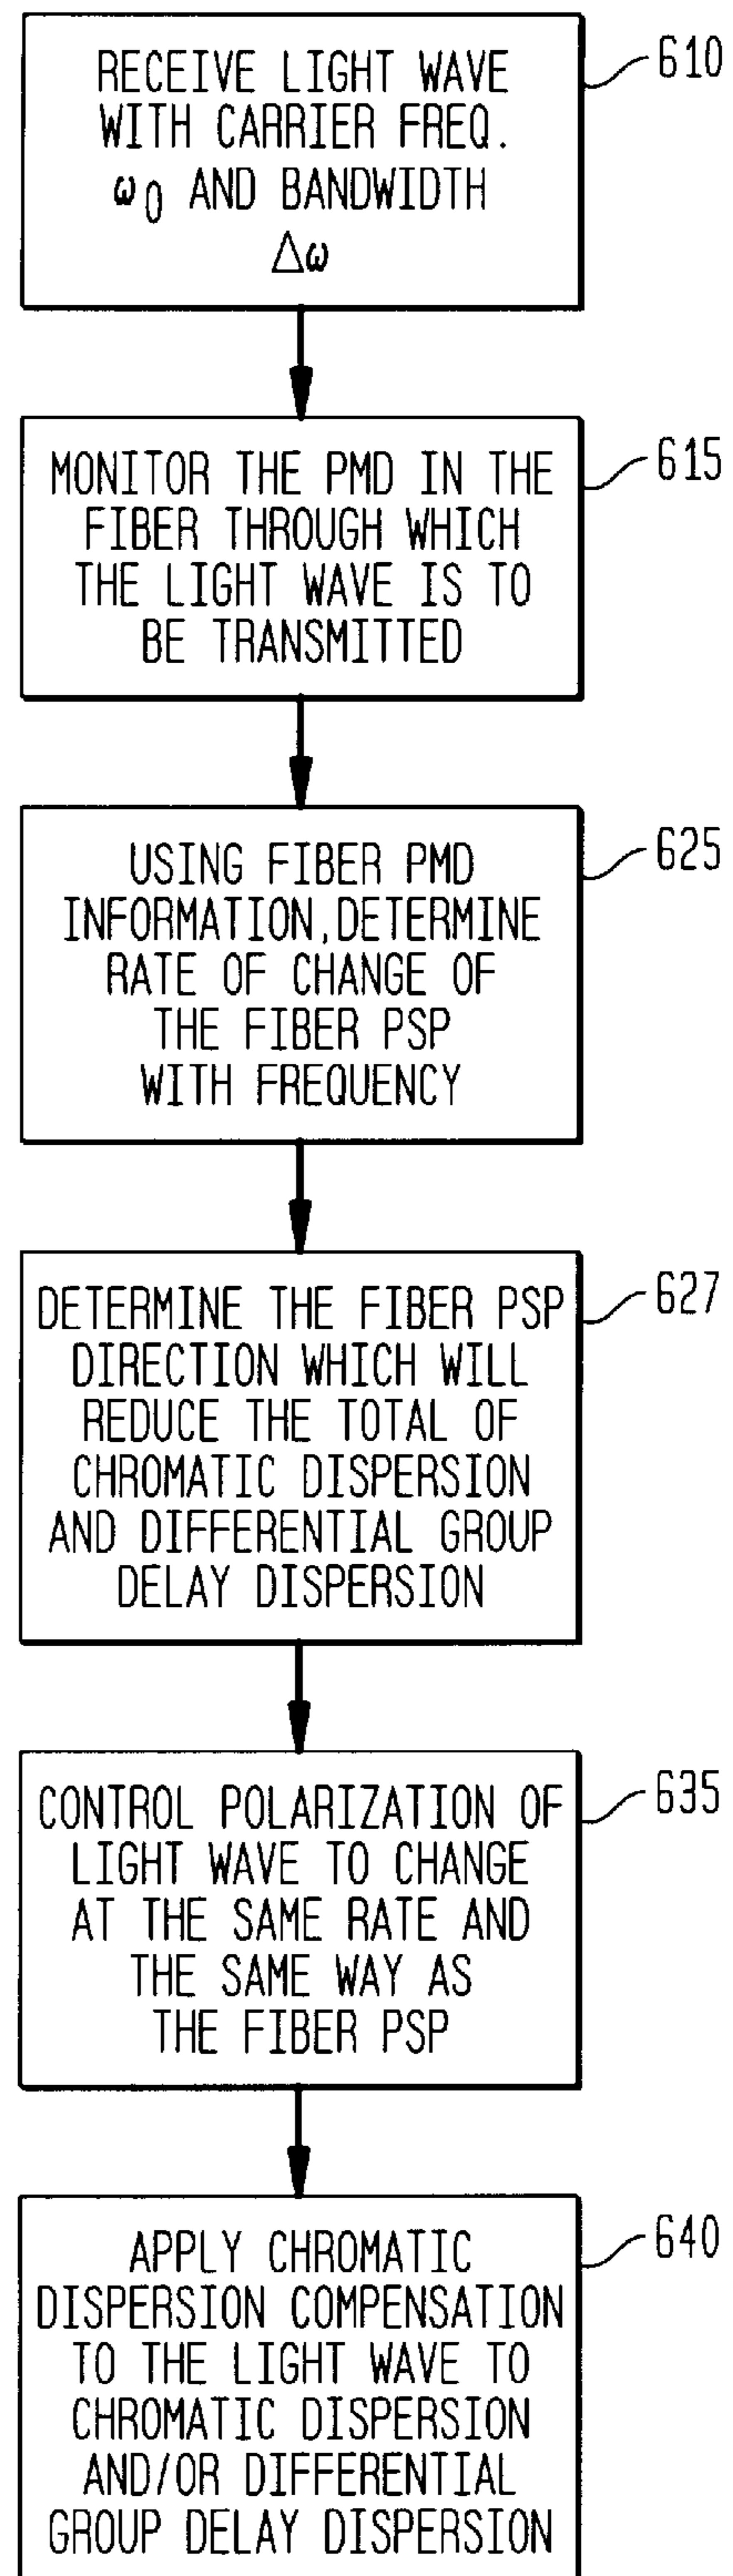 RECEIVE LIGHT WAVE
WITH CARRIER FREQ.
ω0 AND BANDWIDTH
Δω
610
MONITOR THE PMD IN THE
FIBER THROUGH WHICH
THE LIGHT WAVE IS TO
BE TRANSMITTED
615
USING FIBER PMD
INFORMATION,DETERMINE
RATE OF CHANGE OF
THE FIBER PSP
WITH FREQUENCY
625
DETERMINE THE FIBER PSP
DIRECTION WHICH WILL
REDUCE THE TOTAL OF
CHROMATIC DISPERSION
AND DIFFERENTIAL GROUP
DELAY DISPERSION
627
CONTROL POLARIZATION OF
LIGHT WAVE TO CHANGE
AT THE SAME RATE AND
THE SAME WAY AS
THE FIBER PSP
635
APPLY CHROMATIC
DISPERSION COMPENSATION
TO THE LIGHT WAVE TO
CHROMATIC DISPERSION
AND/OR DIFFERENTIAL
GROUP DELAY DISPERSION
640